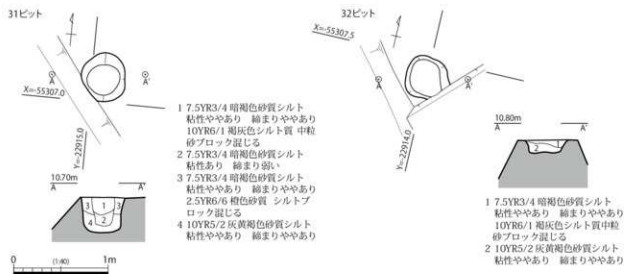 31ピット
A
A'
X=-55307.0
Y=-22915.0
10.70m
A
A'
3
1
3
4
2
0
(1:40)
1m
1 7.5YR3/4 暗褐色砂質シルト
粘性ややあり 締まりややあり
10YR6/1 褐灰色シルト質 中粒
砂ブロック混じる
2 7.5YR3/4 暗褐色砂質シルト
粘性あり 締まり弱い
3 7.5YR3/4 暗褐色砂質シルト
粘性ややあり 締まりややあり
2.5YR6/6 橙色砂質 シルトブ
ロック混じる
4 10YR5/2 灰黄褐色砂質シルト
粘性ややあり 締まりややあり
32ピット
X=-55307.5
A
A'
Y=-22914.0
10.80m
A
A'
1
2
1 7.5YR3/4 暗褐色砂質シルト
粘性ややあり 締まりややあり
10YR6/1 褐灰色シルト質中粒
砂ブロック混じる
2 10YR5/2 灰黄褐色砂質シルト
粘性ややあり 締まりややあり